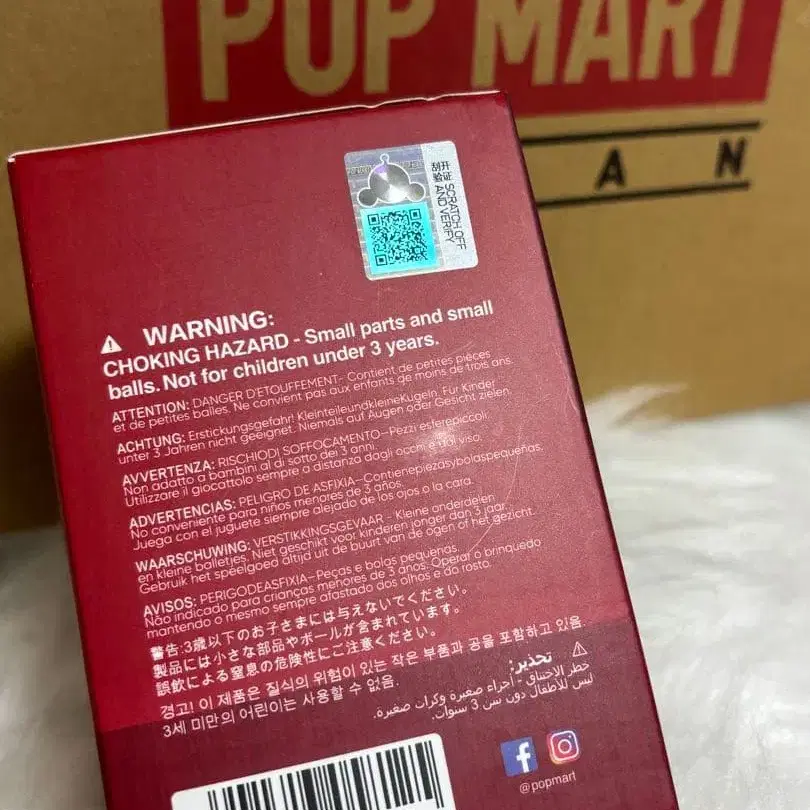 POP MART
A N
刮开
验证
SCRATCH OFF
AND VERIFY
WARNING:
CHOKING HAZARD - Small parts and small
balls. Not for children under 3 years.
ATTENTION: DANGER D'ETOUFFEMENT- Contient de petites pièces
et de petites balles. Ne convient pas aux enfants de moins de trois ans.
ACHTUNG: Erstickungsgefahr! KleinteileundkleineKugeln. Für Kinder
unter 3 Jahren nicht geeignet. Niemals auf Augen oder Gesicht zielen.
AVVERTENZA: RISCHIODI SOFFOCAMENTO-Pezzi esferepiccoli.
Non adatto a bambini al di sotto dei 3 anni.
Utilizzare il giocattolo sempre a distanza dagli occhi e dal viso.
ADVERTENCIAS: PELIGRO DE ASFIXIA-Contienepiezasybolaspequeñas.
No conveniente para niños menores de 3 años.
Juega con el juguete siempre alejado de los ojos o la cara.
WAARSCHUWING: VERSTIKKINGSGEVAAR - Kleine onderdelen
en kleine balletjes. Niet geschikt voor kinderen jonger dan 3 jaar.
Gebruik het speelgoed altijd uit de buurt van de ogen of het gezicht.
AVISOS: PERIGODEASFIXIA-Peças e bolas pequenas.
Não indicado para crianças menores de 3 anos. Operar o brinquedo
mantendo o mesmo sempre afastado dos olhos e do rosto.
警告:3歳以下のお子さまには与えないでください。
製品には小さな部品やボールが含まれています。
誤飲による窒息の危険性にご注意ください。
경고! 이 제품은 질식의 위험이 있는 작은 부품과 공을 포함하고 있음
3세 미만의 어린이는 사용할 수 없음.
تحذير:
خطر الاختناق - أجزاء صغيرة وكرات صغيرة.
ليس للأطفال دون سن 3 سنوات.
@popmart